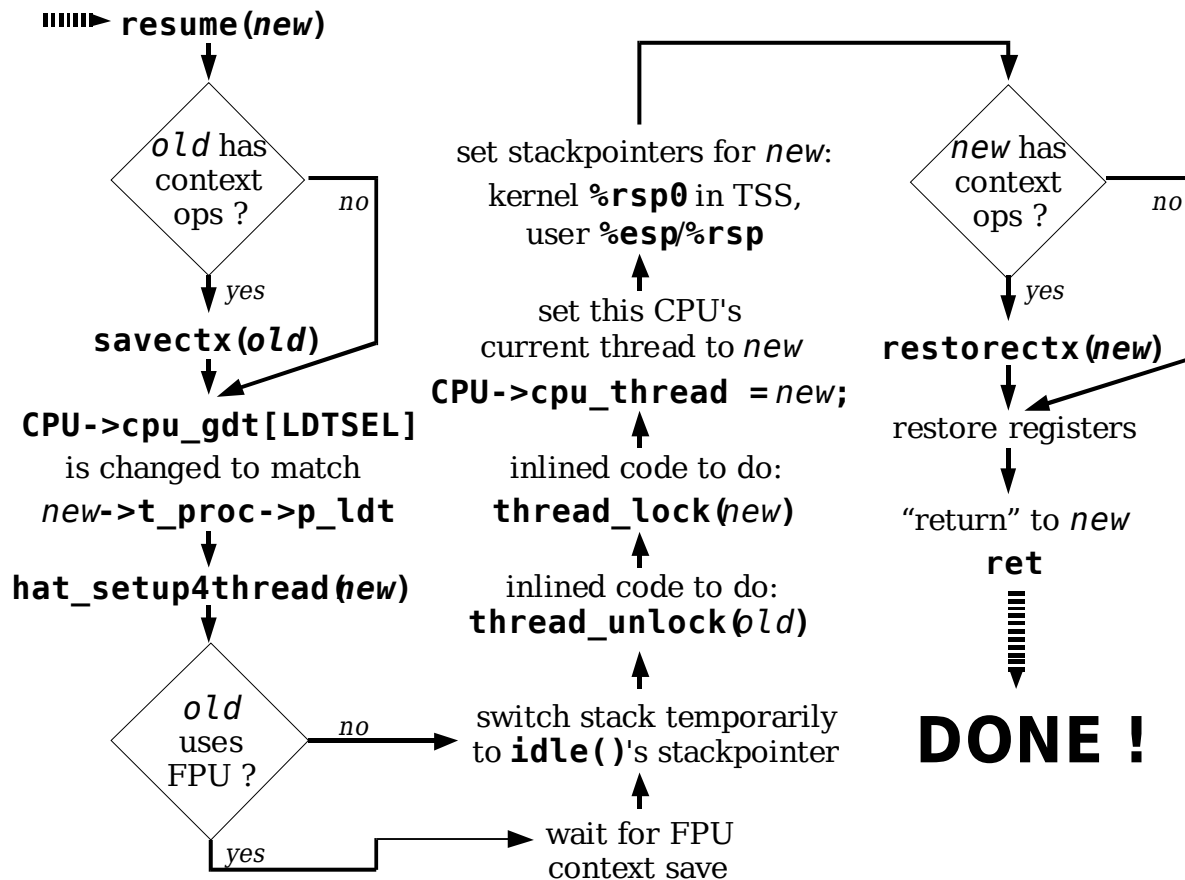 resume(new)
old has
context
ops ?
no
yes
savectx(old)
CPU->cpu_gdt[LDTSEL]
is changed to match
new->t_proc->p_ldt
hat_setup4thread(new)
old
uses
FPU ?
no
yes
wait for FPU
context save
switch stack temporarily
to idle()'s stackpointer
inlined code to do:
thread_unlock(old)
inlined code to do:
thread_lock(new)
set this CPU's
current thread to new
CPU->cpu_thread =new;
set stackpointers for new:
kernel %rsp0 in TSS,
user %esp/%rsp
new has
context
ops ?
no
yes
restorectx(new)
restore registers
“return” to new
ret
DONE !